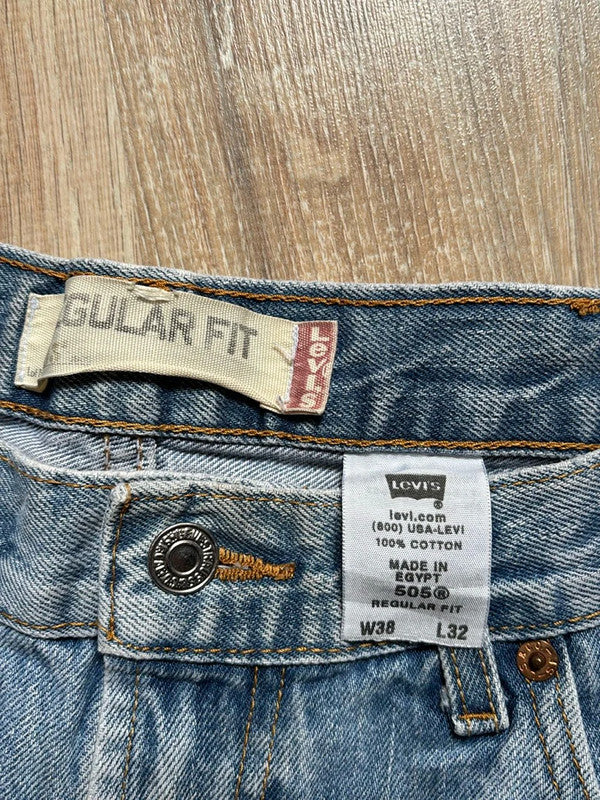 GULAR FIT
LEVI'S
LEVI'S
®
levi.com
(800) USA-LEVI
100% COTTON
MADE IN
EGYPT
505®
REGULAR FIT
W38 L32